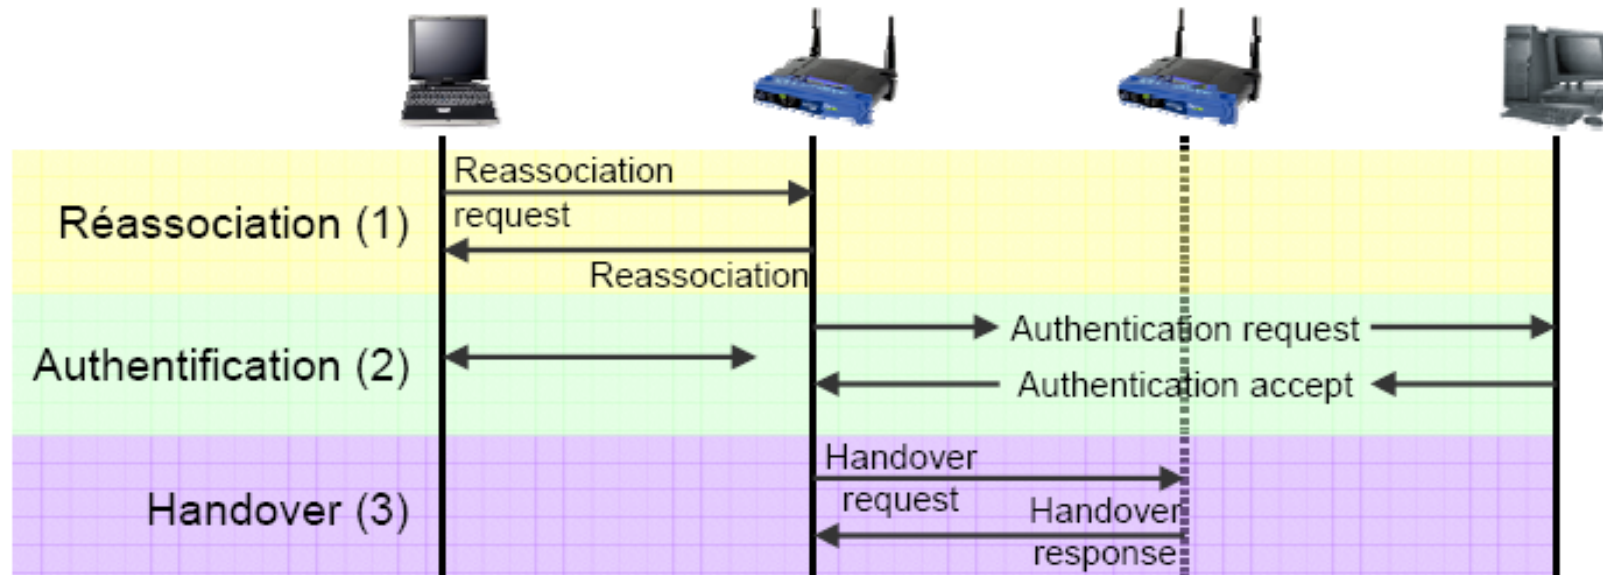 Reassociation
request
Réassociation (1)
Reassociation
Authentication request
Authentification (2)
Authentication accept
Handover
request
Handover (3)
Handover
response